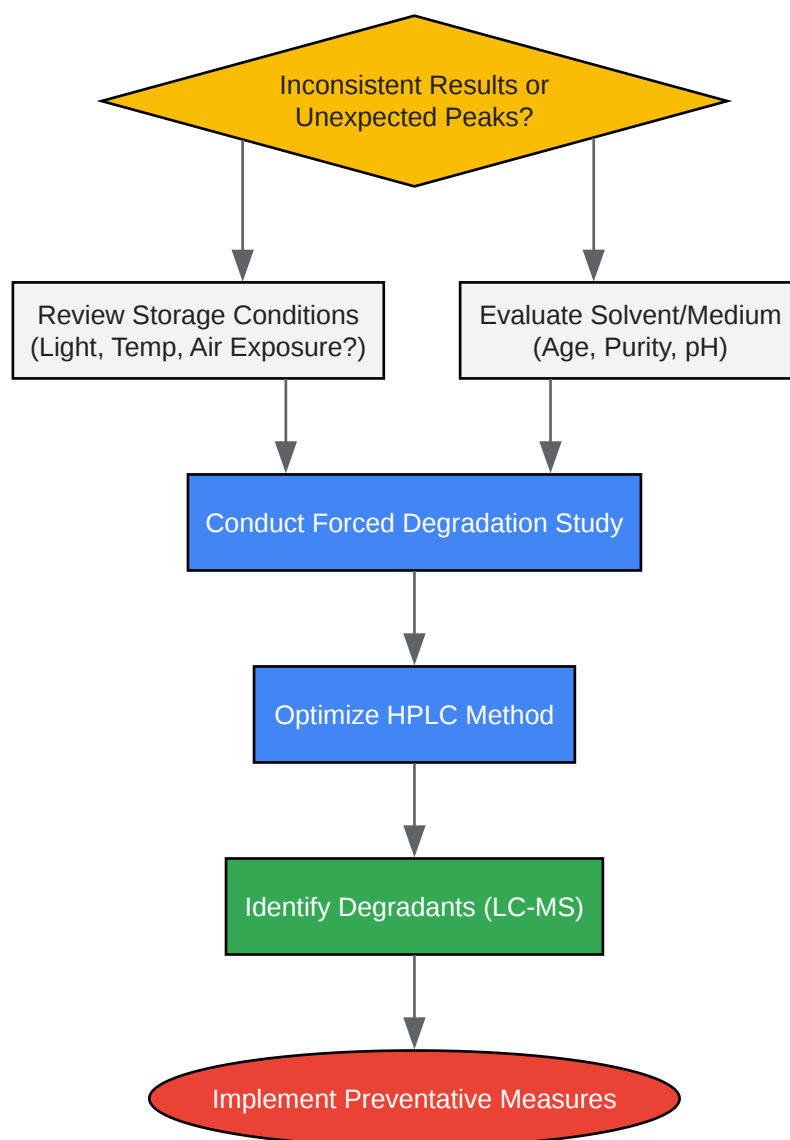 Inconsistent Results or
Unexpected Peaks?
Review Storage Conditions
(Light, Temp, Air Exposure?)
Evaluate Solvent/Medium
(Age, Purity, pH)
Conduct Forced Degradation Study
Optimize HPLC Method
Identify Degradants (LC-MS)
Implement Preventative Measures